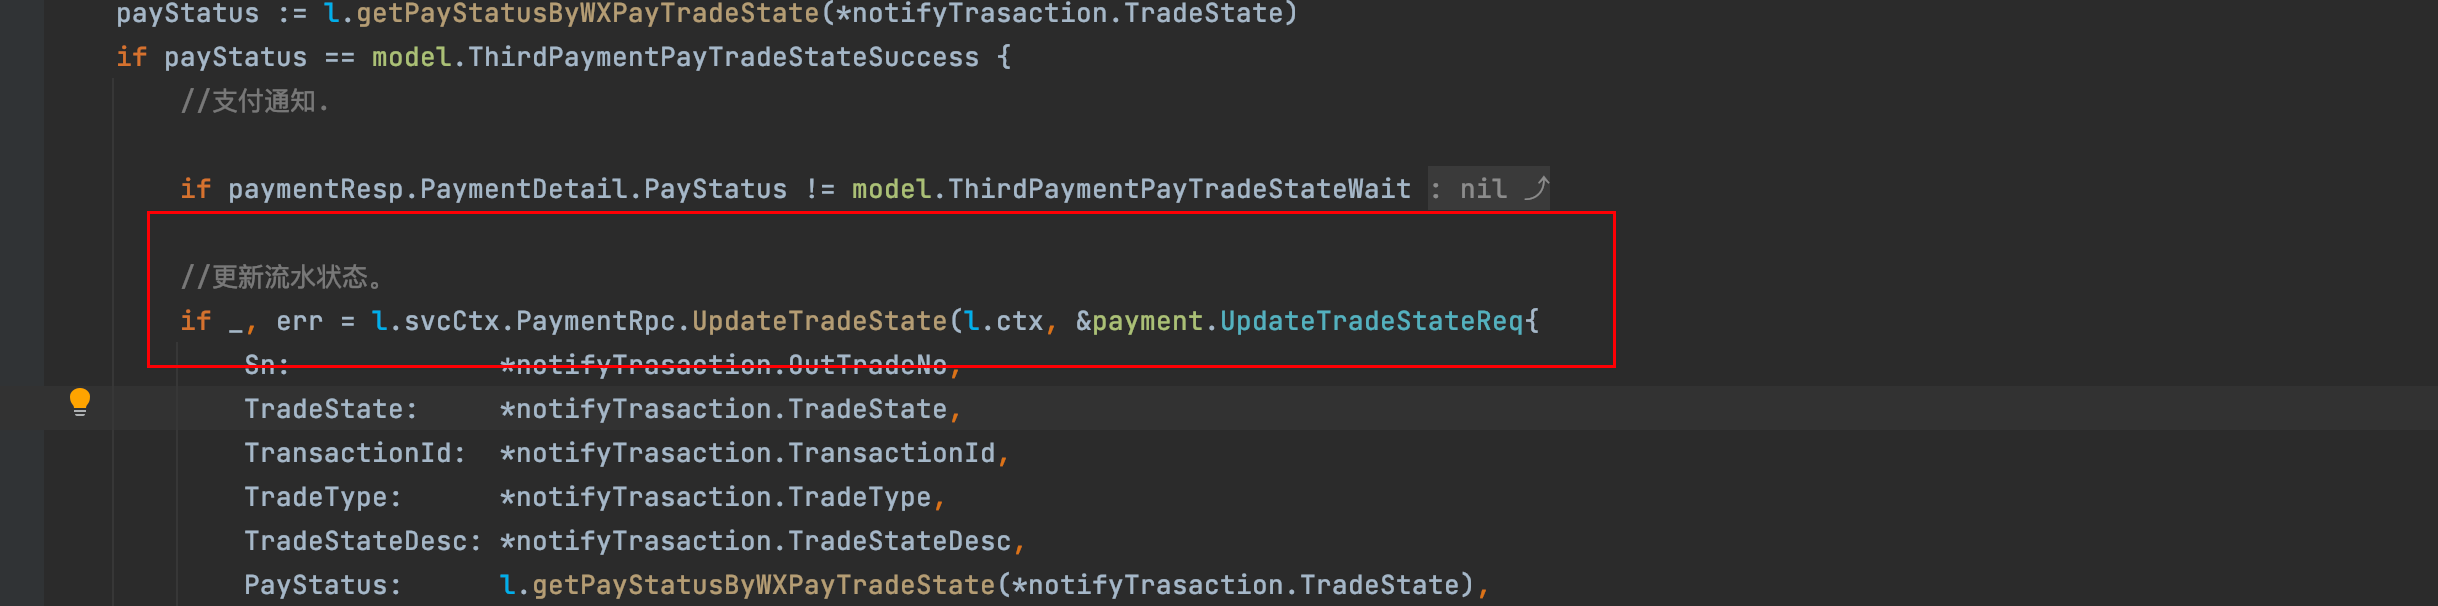 payStatus := l.getPayStatusByWXPayTradeState(*notifyTrasaction.TradeState)
if payStatus == model.ThirdPaymentPayTradeStateSuccess {
//支付通知.
if paymentResp.PaymentDetail.PayStatus != model.ThirdPaymentPayTradeStateWait : nil ⤴
//更新流水状态。
if _, err = l.svcCtx.PaymentRpc.UpdateTradeState(l.ctx, &payment.UpdateTradeStateReq{
Sn: *notifyTrasaction.OutTradeNo,
TradeState: *notifyTrasaction.TradeState,
TransactionId: *notifyTrasaction.TransactionId,
TradeType: *notifyTrasaction.TradeType,
TradeStateDesc: *notifyTrasaction.TradeStateDesc,
PayStatus: l.getPayStatusByWXPayTradeState(*notifyTrasaction.TradeState),